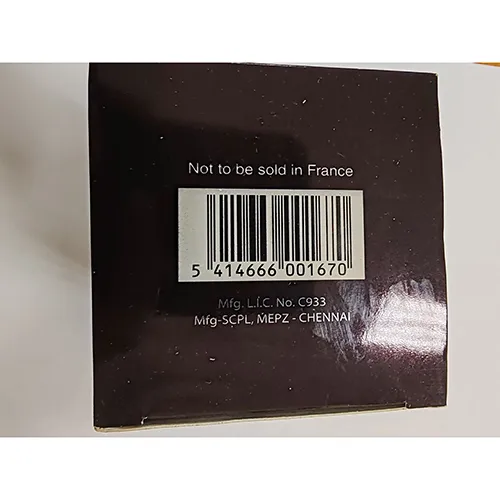 Not to be sold in France
5 414666 001670
Mfg. L.I.C. No. C933
Mfg-SCPL, MEPZ - CHENNAI